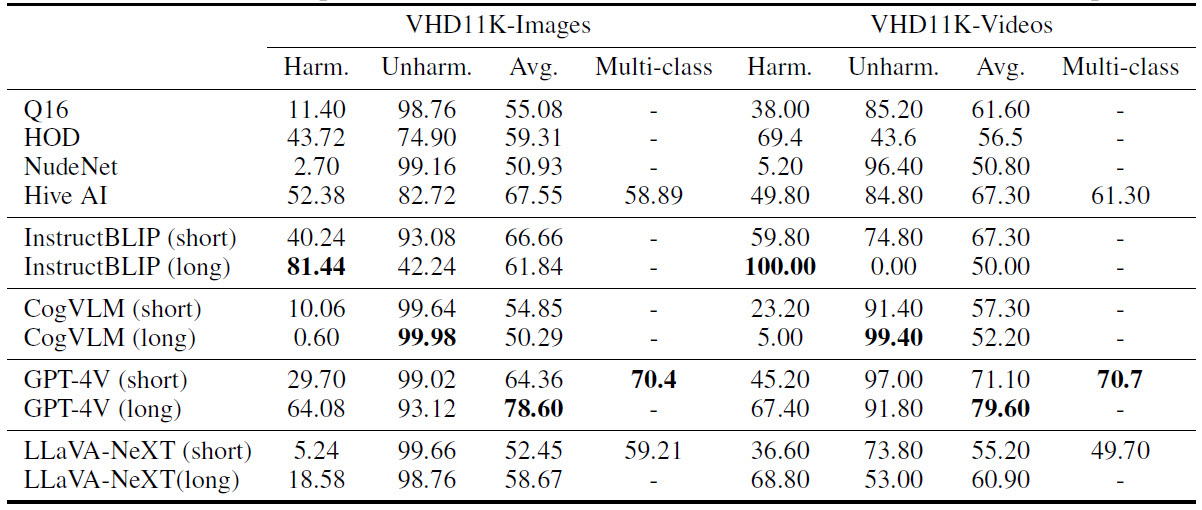 VHD11K-Images VHD11K-Videos
Harm. Unharm. Avg. Multi-class Harm. Unharm. Avg. Multi-class
Q16 11.40 98.76 55.08 - 38.00 85.20 61.60 -
HOD 43.72 74.90 59.31 - 69.4 43.6 56.5 -
NudeNet 2.70 99.16 50.93 - 5.20 96.40 50.80 -
Hive AI 52.38 82.72 67.55 58.89 49.80 84.80 67.30 61.30
InstructBLIP (short) 40.24 93.08 66.66 - 59.80 74.80 67.30 -
InstructBLIP (long) 81.44 42.24 61.84 - 100.00 0.00 50.00 -
CogVLM (short) 10.06 99.64 54.85 - 23.20 91.40 57.30 -
CogVLM (long) 0.60 99.98 50.29 - 5.00 99.40 52.20 -
GPT-4V (short) 29.70 99.02 64.36 70.4 45.20 97.00 71.10 70.7
GPT-4V (long) 64.08 93.12 78.60 - 67.40 91.80 79.60 -
LLaVA-NeXT (short) 5.24 99.66 52.45 59.21 36.60 73.80 55.20 49.70
LLaVA-NeXT(long) 18.58 98.76 58.67 - 68.80 53.00 60.90 -